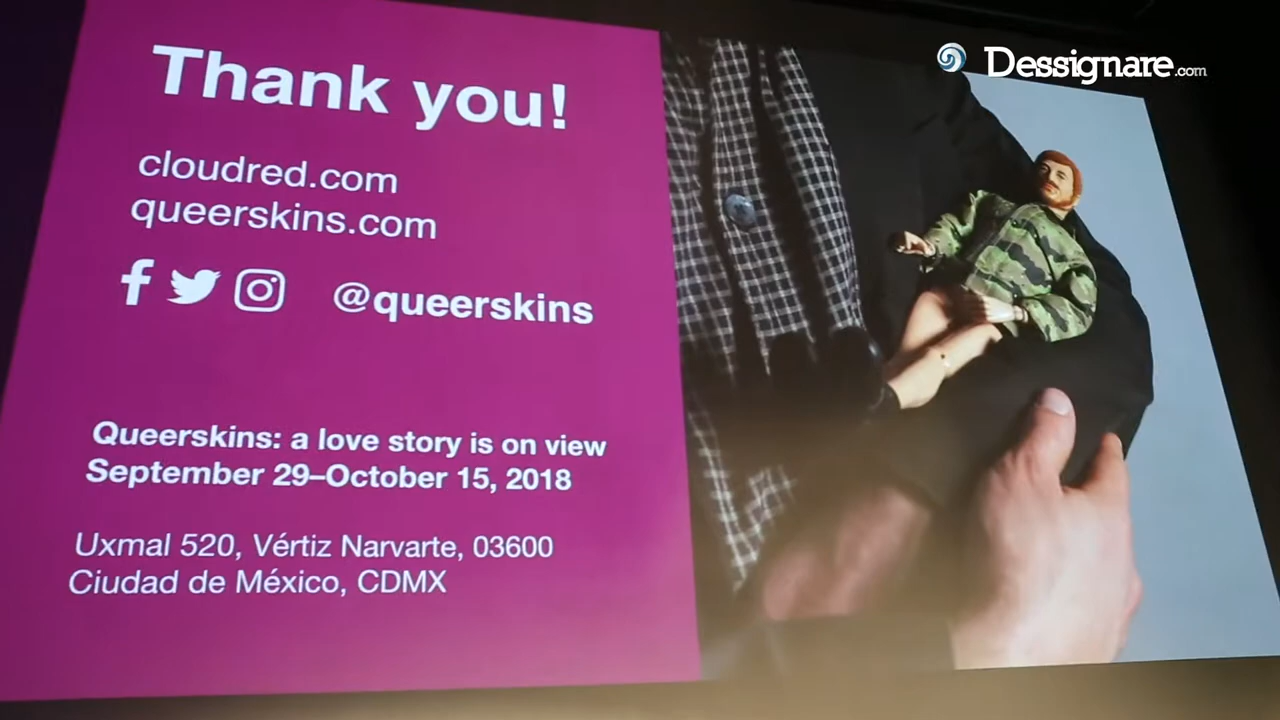 Dessignare.com
Thank you!
cloudred.com
queerskins.com
@queerskins
Queerskins: a love story is on view
September 29–October 15, 2018
Uxmal 520, Vértiz Narvarte, 03600
Ciudad de México, CDMX